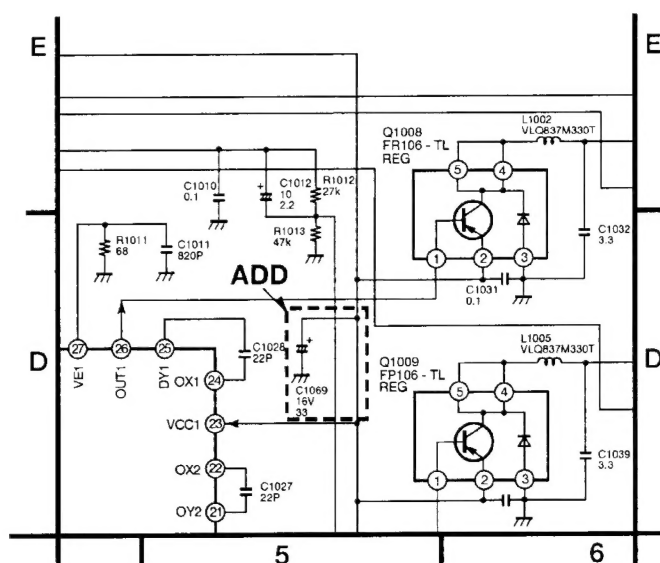 E
E
Q1008
FR106 - TL
REG
L1002
VLQ837M330T
5
4
1
2
3
C1010
0.1
C1012
10
2.2
R1012
27k
R1013
47k
C1032
3.3
C1031
0.1
R1011
68
C1011
820P
ADD
27
26
25
VE1
OUT1
DY1
C1028
22P
OX1
24
C1069
16V
33
VCC1
23
OX2
22
C1027
22P
OY2
21
D
D
L1005
VLQ837M330T
Q1009
FP106 - TL
REG
5
4
1
2
3
C1039
3.3
5
6